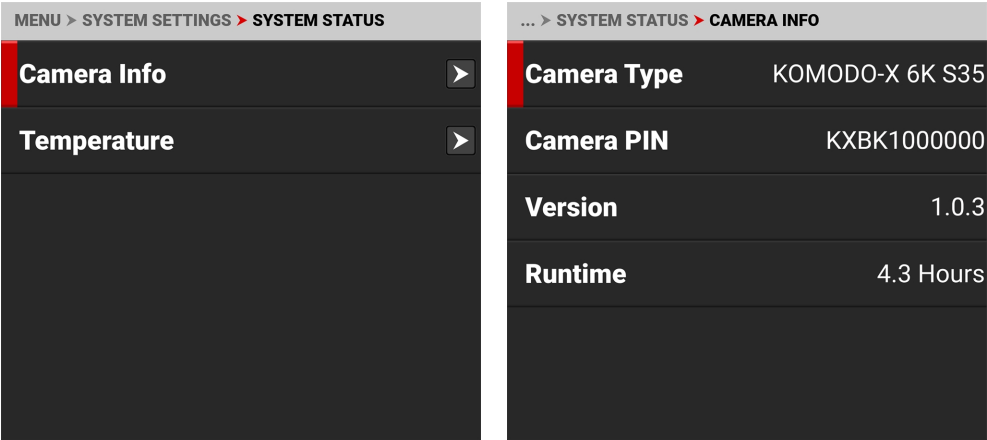 MENU > SYSTEM SETTINGS > SYSTEM STATUS
Camera Info
Temperature
... > SYSTEM STATUS > CAMERA INFO
Camera Type KOMODO-X 6K S35
Camera PIN KXBK1000000
Version 1.0.3
Runtime 4.3 Hours